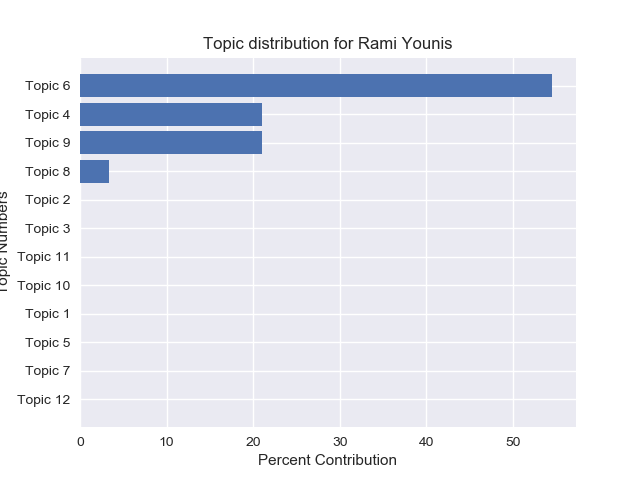 Topic distribution for Rami Younis
Topic 6
Topic 4
Topic 9
Topic 8
Topic 2
Topic 3
Topic 11
Topic 10
Topic 1
Topic 5
Topic 7
Topic 12
Topic Numbers
0 10 20 30 40 50
Percent Contribution